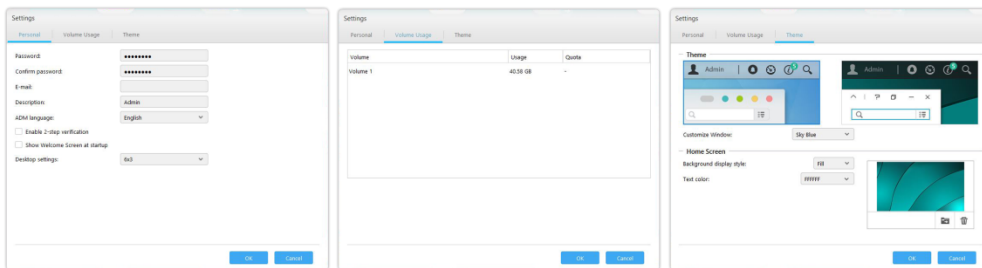 Settings
Personal Volume Usage Theme
Password:
Confirm password:
E-mail:
Description: Admin
ADM language: English
Enable 2-step verification
Show Welcome Screen at startup
Desktop settings: 6x3
OK Cancel
Settings
Personal Volume Usage Theme
Volume Usage Quota
Volume 1 40.58 GB -
OK Cancel
Settings
Personal Volume Usage Theme
Theme
Admin
Admin
Customize Window: Sky Blue
Home Screen
Background display style: Fill
Text color: FFFFFF
OK Cancel